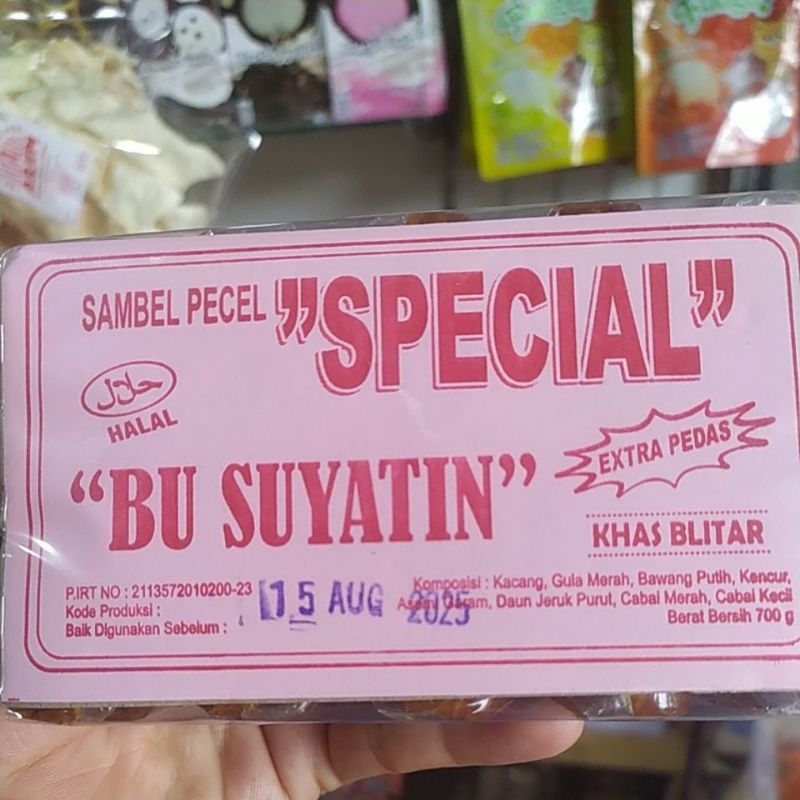 SAMBEL PECEL "SPECIAL"
حلال
HALAL
"BU SUYATIN"
EXTRA PEDAS
KHAS BLITAR
P.IRT NO : 2113572010200-23
Kode Produksi :
Baik Digunakan Sebelum :
15 AUG 2025
Komposisi : Kacang, Gula Merah, Bawang Putih, Kencur,
Asam, Garam, Daun Jeruk Purut, Cabai Merah, Cabai Kecil
Berat Bersih 700 g